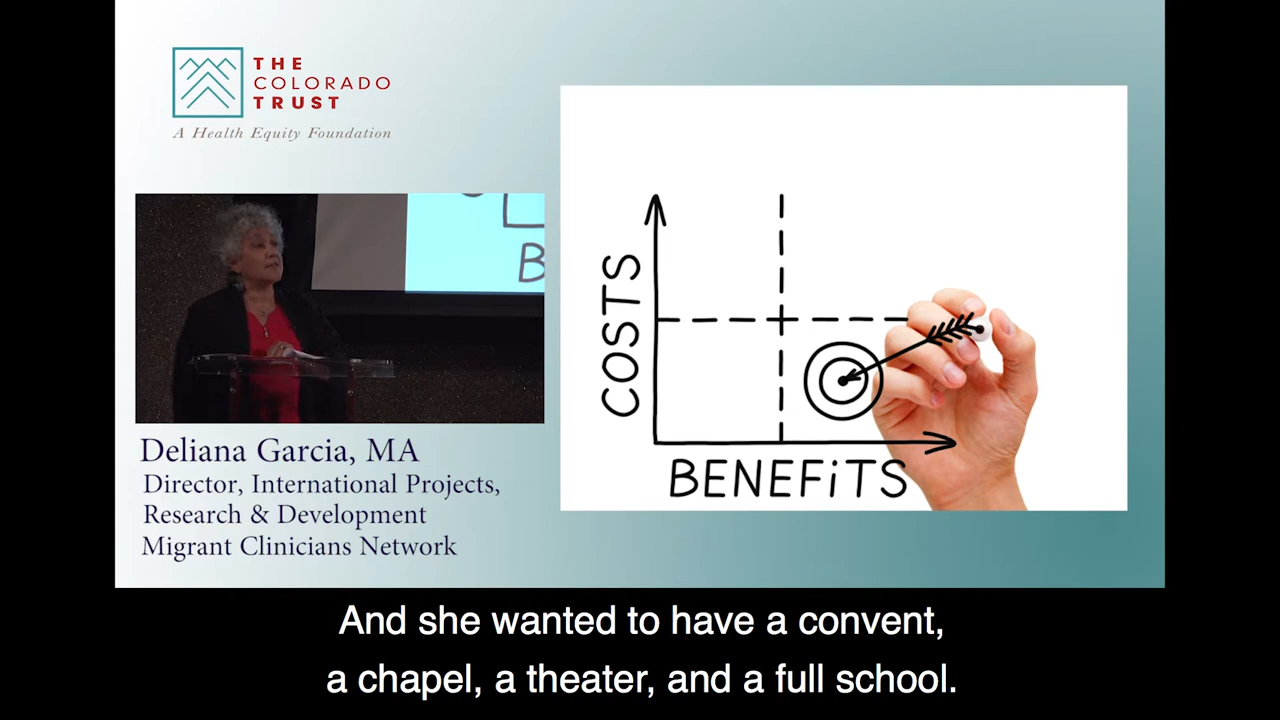 THE
COLORADO
TRUST
A Health Equity Foundation
B
Deliana Garcia, MA
Director, International Projects,
Research & Development
Migrant Clinicians Network
COSTS
BENEFiTS
And she wanted to have a convent,
a chapel, a theater, and a full school.